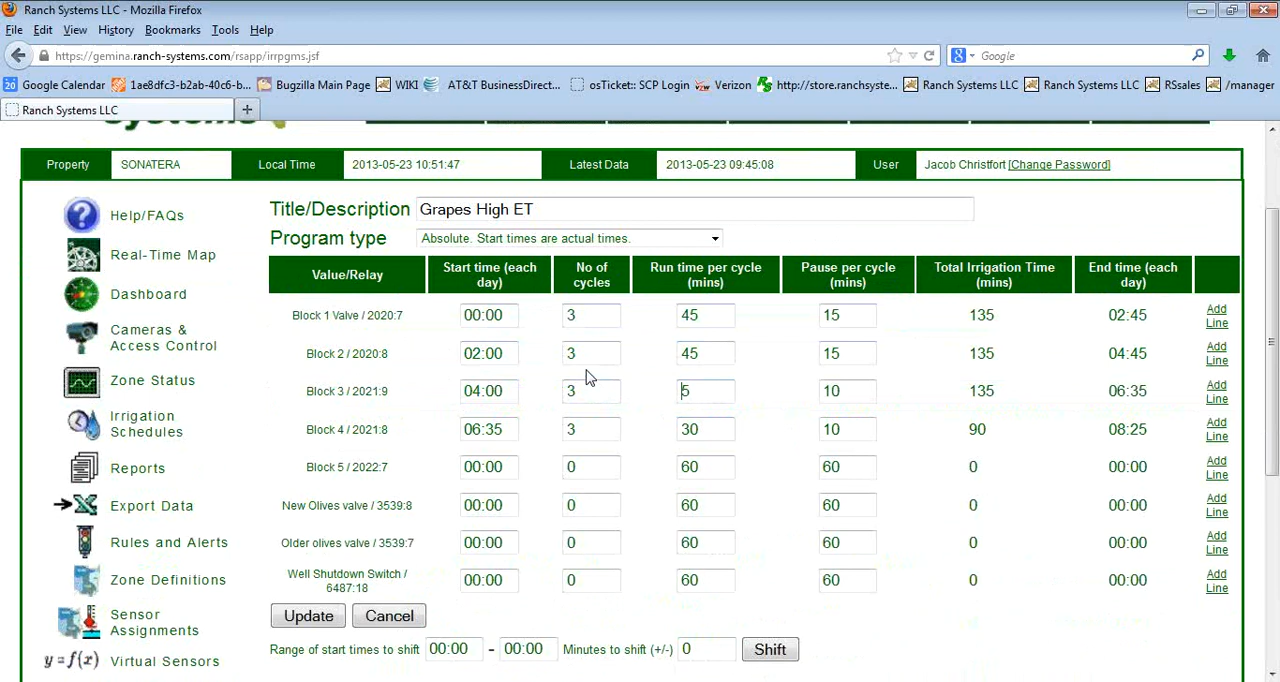 Ranch Systems LLC - Mozilla Firefox
File Edit View History Bookmarks Tools Help
https://gemina.ranch-systems.com/rsapp/irrpgms.jsf
Google
Google Calendar 1ae8dfc3-b2ab-40c6-b... Bugzilla Main Page WIKI AT&T BusinessDirect... osTicket:: SCP Login Verizon http://store.ranchsyste... Ranch Systems LLC Ranch Systems LLC RSsales /manager
Ranch Systems LLC
Property SONATERA Local Time 2013-05-23 10:51:47 Latest Data 2013-05-23 09:45:08 User Jacob Christfort [Change Password]
Help/FAQs
Real-Time Map
Dashboard
Cameras &
Access Control
Zone Status
Irrigation
Schedules
Reports
Export Data
Rules and Alerts
Zone Definitions
Sensor
Assignments
y=f(x) Virtual Sensors
Title/Description Grapes High ET
Program type Absolute. Start times are actual times.
Value/Relay Start time (each day) No of cycles Run time per cycle (mins) Pause per cycle (mins) Total Irrigation Time (mins) End time (each day)
Block 1 Valve / 2020:7 00:00 3 45 15 135 02:45 Add Line
Block 2 / 2020:8 02:00 3 45 15 135 04:45 Add Line
Block 3 / 2021:9 04:00 3 5 10 135 06:35 Add Line
Block 4 / 2021:8 06:35 3 30 10 90 08:25 Add Line
Block 5 / 2022:7 00:00 0 60 60 0 00:00 Add Line
New Olives valve / 3539:8 00:00 0 60 60 0 00:00 Add Line
Older olives valve / 3539:7 00:00 0 60 60 0 00:00 Add Line
Well Shutdown Switch / 6487:18 00:00 0 60 60 0 00:00 Add Line
Update Cancel
Range of start times to shift 00:00 - 00:00 Minutes to shift (+/-) 0 Shift